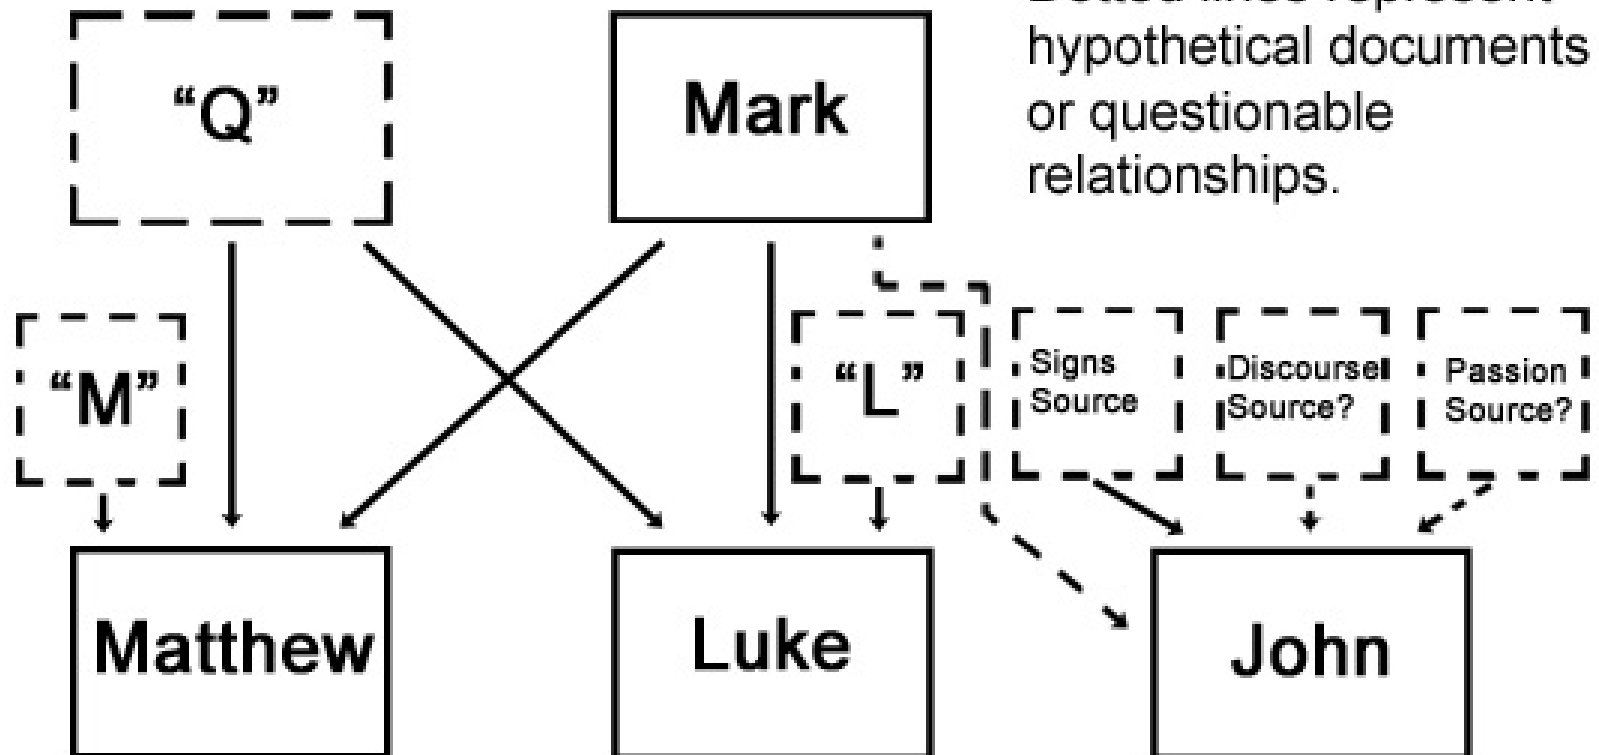 “Q”
Mark
hypothetical documents
or questionable
relationships.
“M”
“L”
Signs
Source
Discourse
Source?
Passion
Source?
Matthew
Luke
John